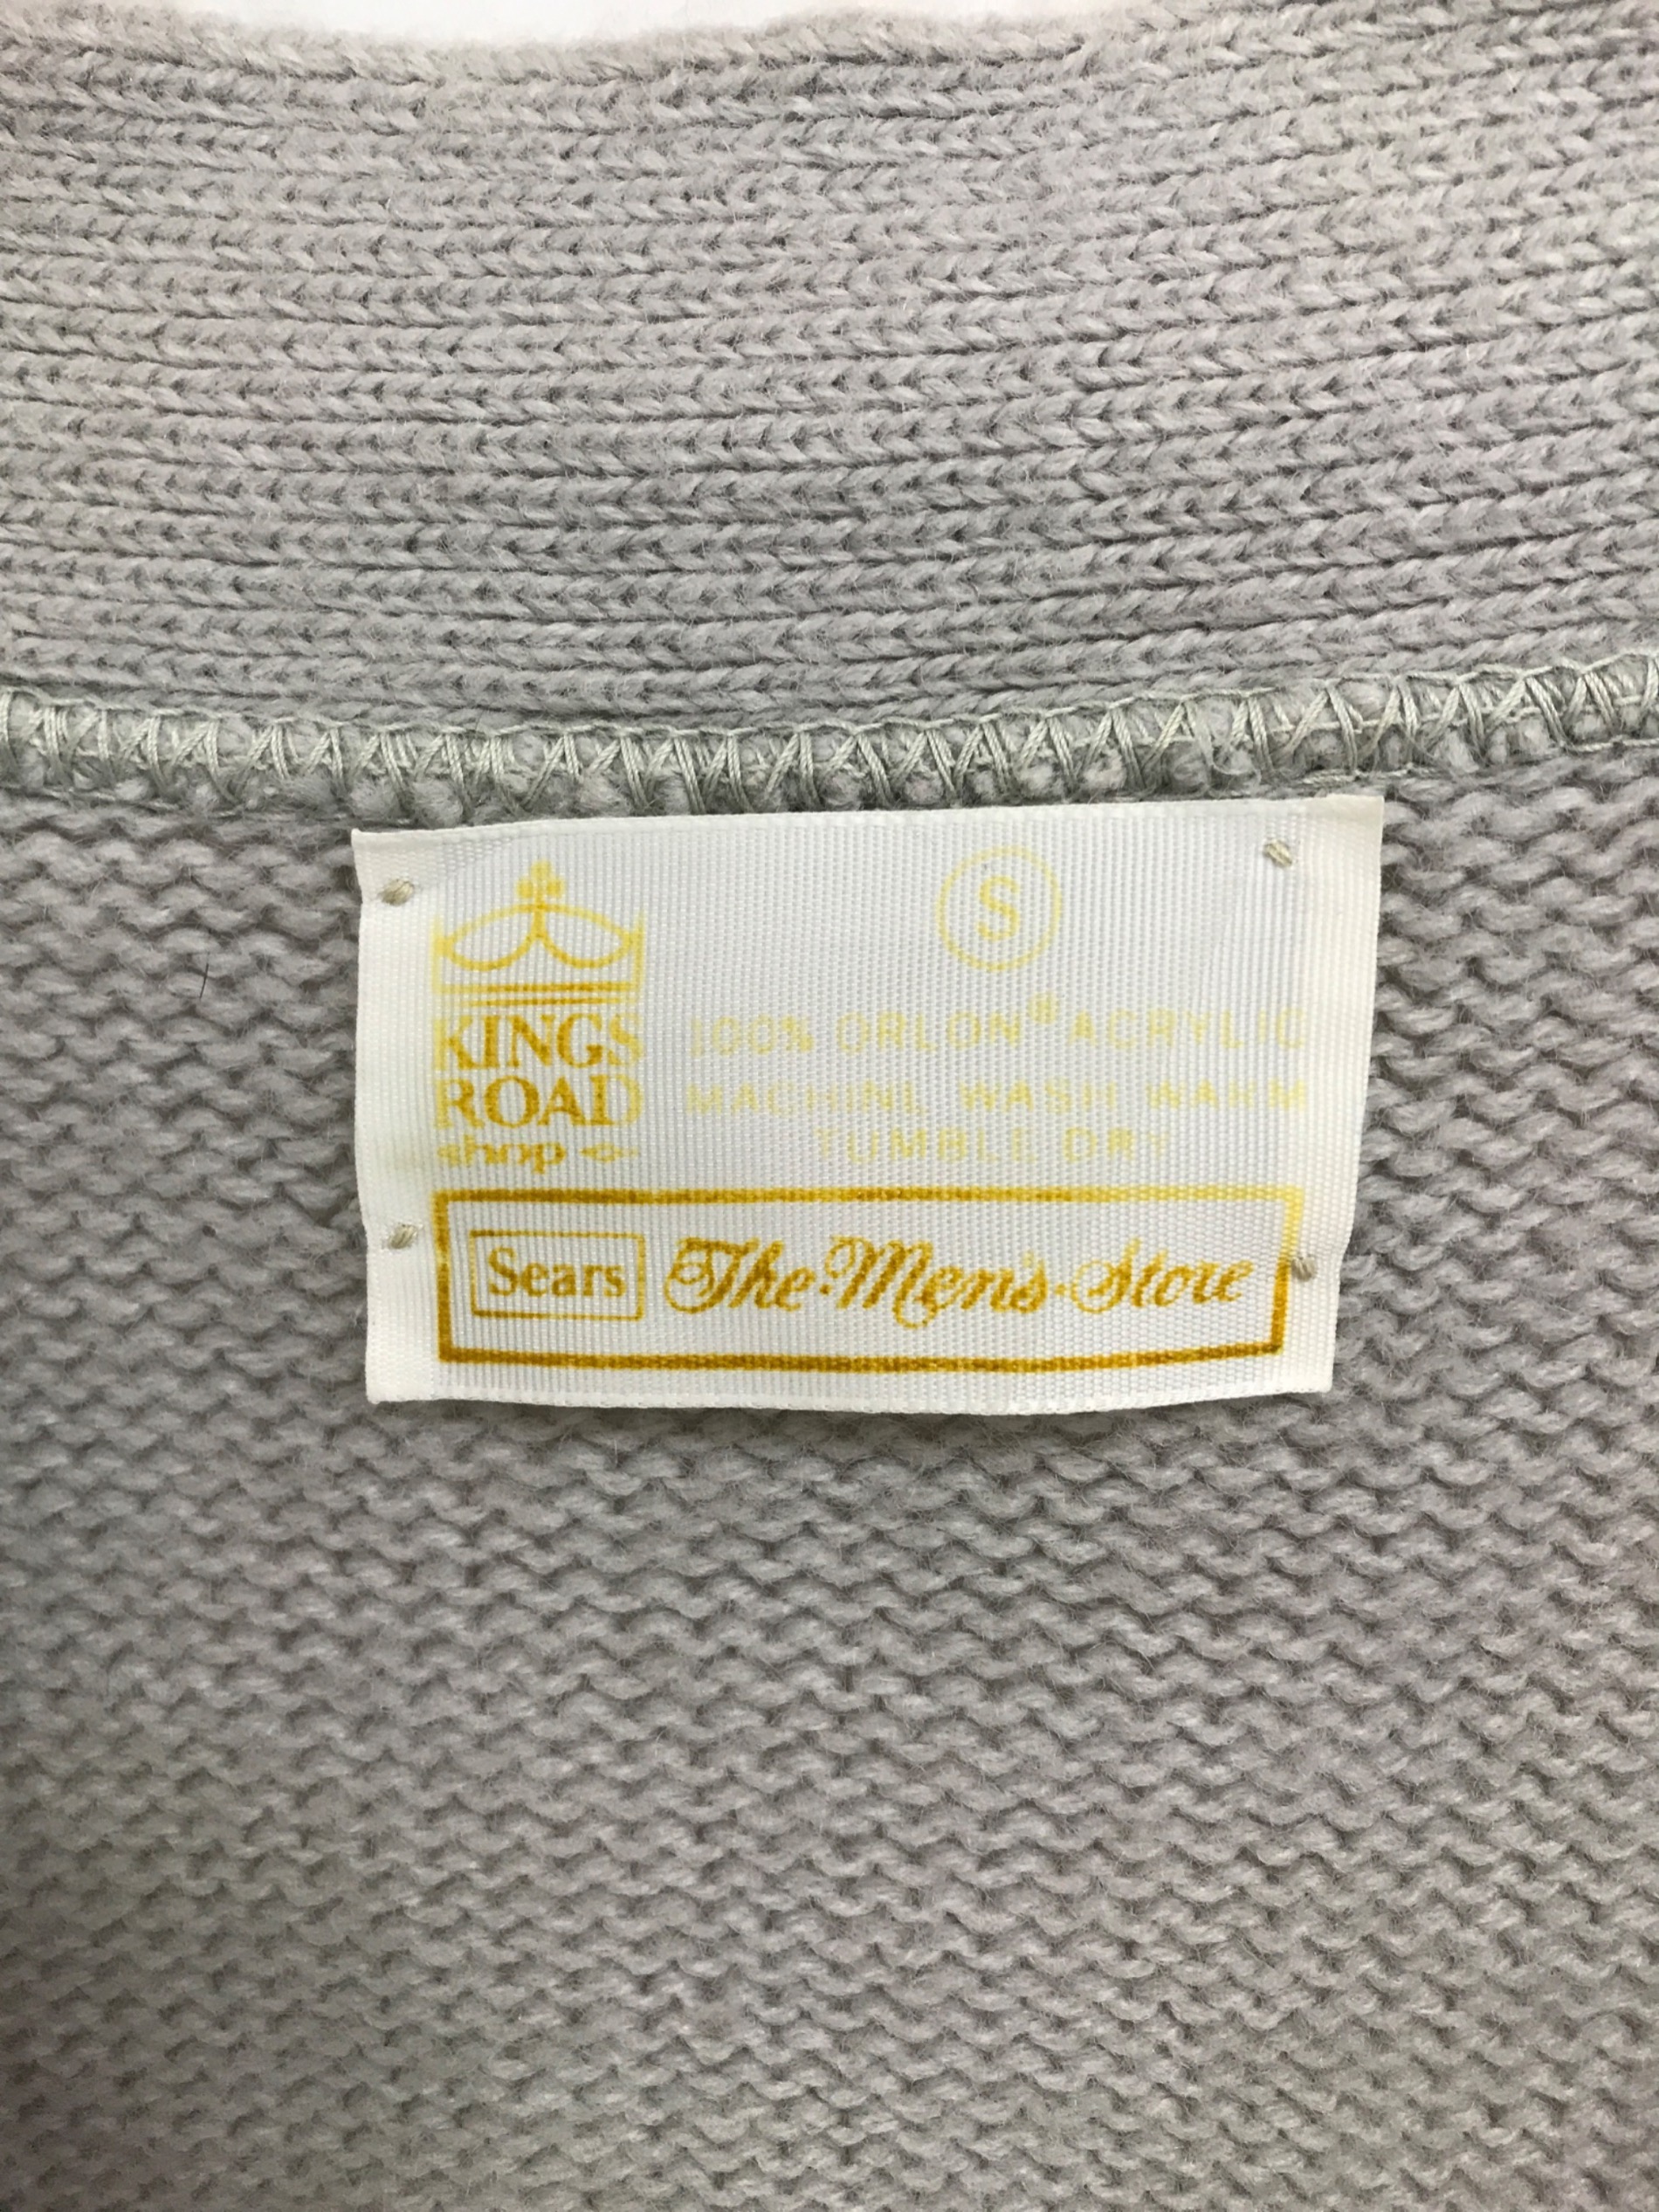 S
KINGS
ROAD
shop
100% ORLON® ACRYLIC
MACHINE WASH WARM
TUMBLE DRY
Sears The·Men's·Store